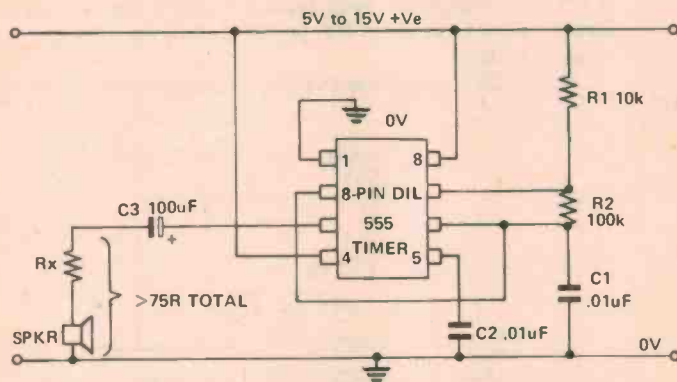 5V to 15V +Ve
R1 10k
0V
1 8
8-PIN DIL
R2
100k
C3 100uF
+
555
TIMER
4 5
Rx
>75R TOTAL
C1
.01uF
SPKR
C2 .01uF
0V